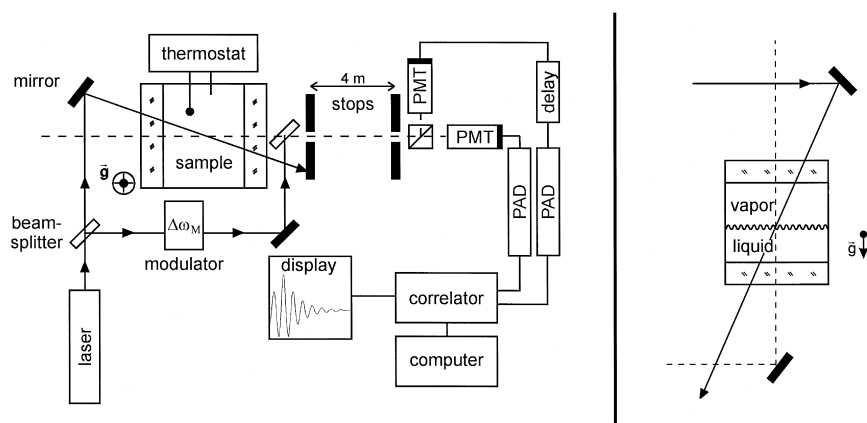 thermostat
mirror
4 m
stops
PMT
delay
sample
g
PMT
PAD
PAD
beam-
splitter
Δω_M
modulator
laser
display
correlator
computer
vapor
liquid
g